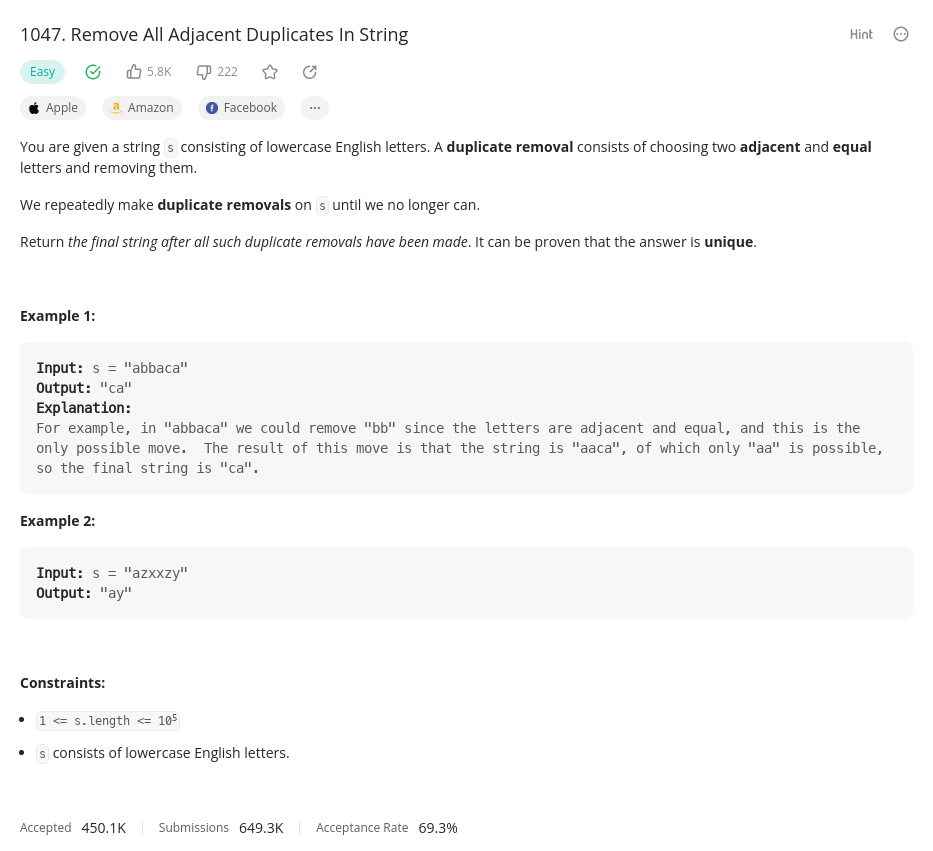 1047. Remove All Adjacent Duplicates In String
Hint
Easy
5.8K
222
Apple
Amazon
Facebook
You are given a string s consisting of lowercase English letters. A duplicate removal consists of choosing two adjacent and equal
letters and removing them.
We repeatedly make duplicate removals on s until we no longer can.
Return the final string after all such duplicate removals have been made. It can be proven that the answer is unique.
Example 1:
Input: s = "abbaca"
Output: "ca"
Explanation:
For example, in "abbaca" we could remove "bb" since the letters are adjacent and equal, and this is the
only possible move.  The result of this move is that the string is "aaca", of which only "aa" is possible,
so the final string is "ca".
Example 2:
Input: s = "azxxzy"
Output: "ay"
Constraints:
• 1 <= s.length <= 10⁵
• s consists of lowercase English letters.
Accepted 450.1K Submissions 649.3K Acceptance Rate 69.3%